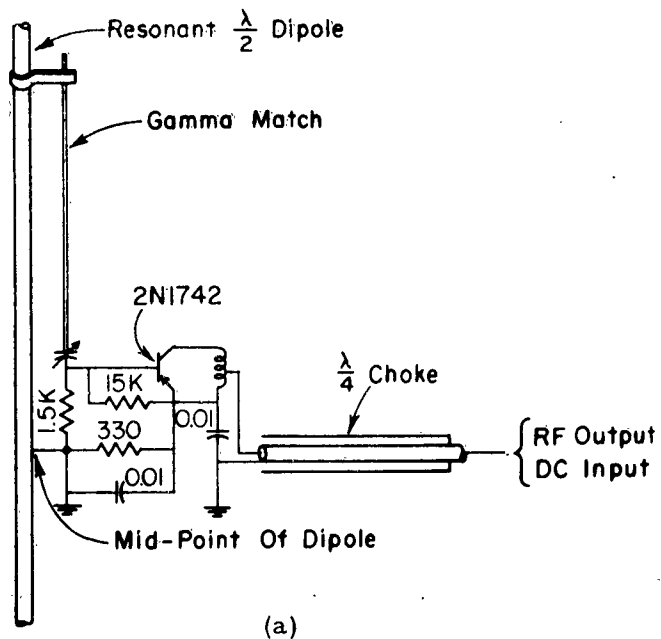 Resonant λ/2 Dipole
Gamma Match
2N1742
15K
1.5K
330
0.01
0.01
λ/4 Choke
RF Output
DC Input
Mid-Point Of Dipole
(a)